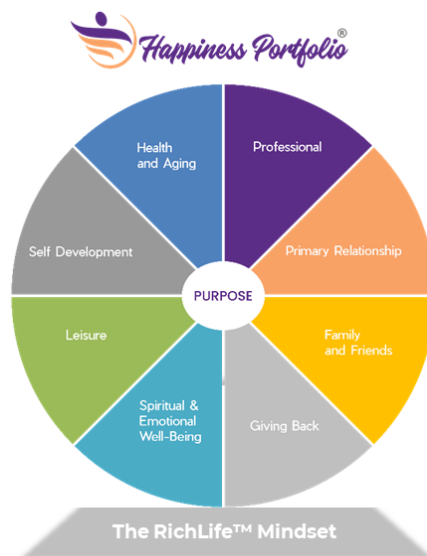 Happiness Portfolio®
Health
and Aging
Professional
Self Development
Primary Relationship
PURPOSE
Leisure
Family
and Friends
Spiritual &
Emotional
Well-Being
Giving Back
The RichLife™ Mindset